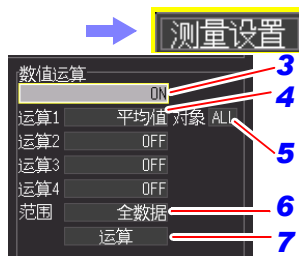 测量设置
数值运算
ON 3
运算1 平均值 对象 ALL 4
运算2 OFF 5
运算3 OFF
运算4 OFF
范围 全数据 6
运算 7